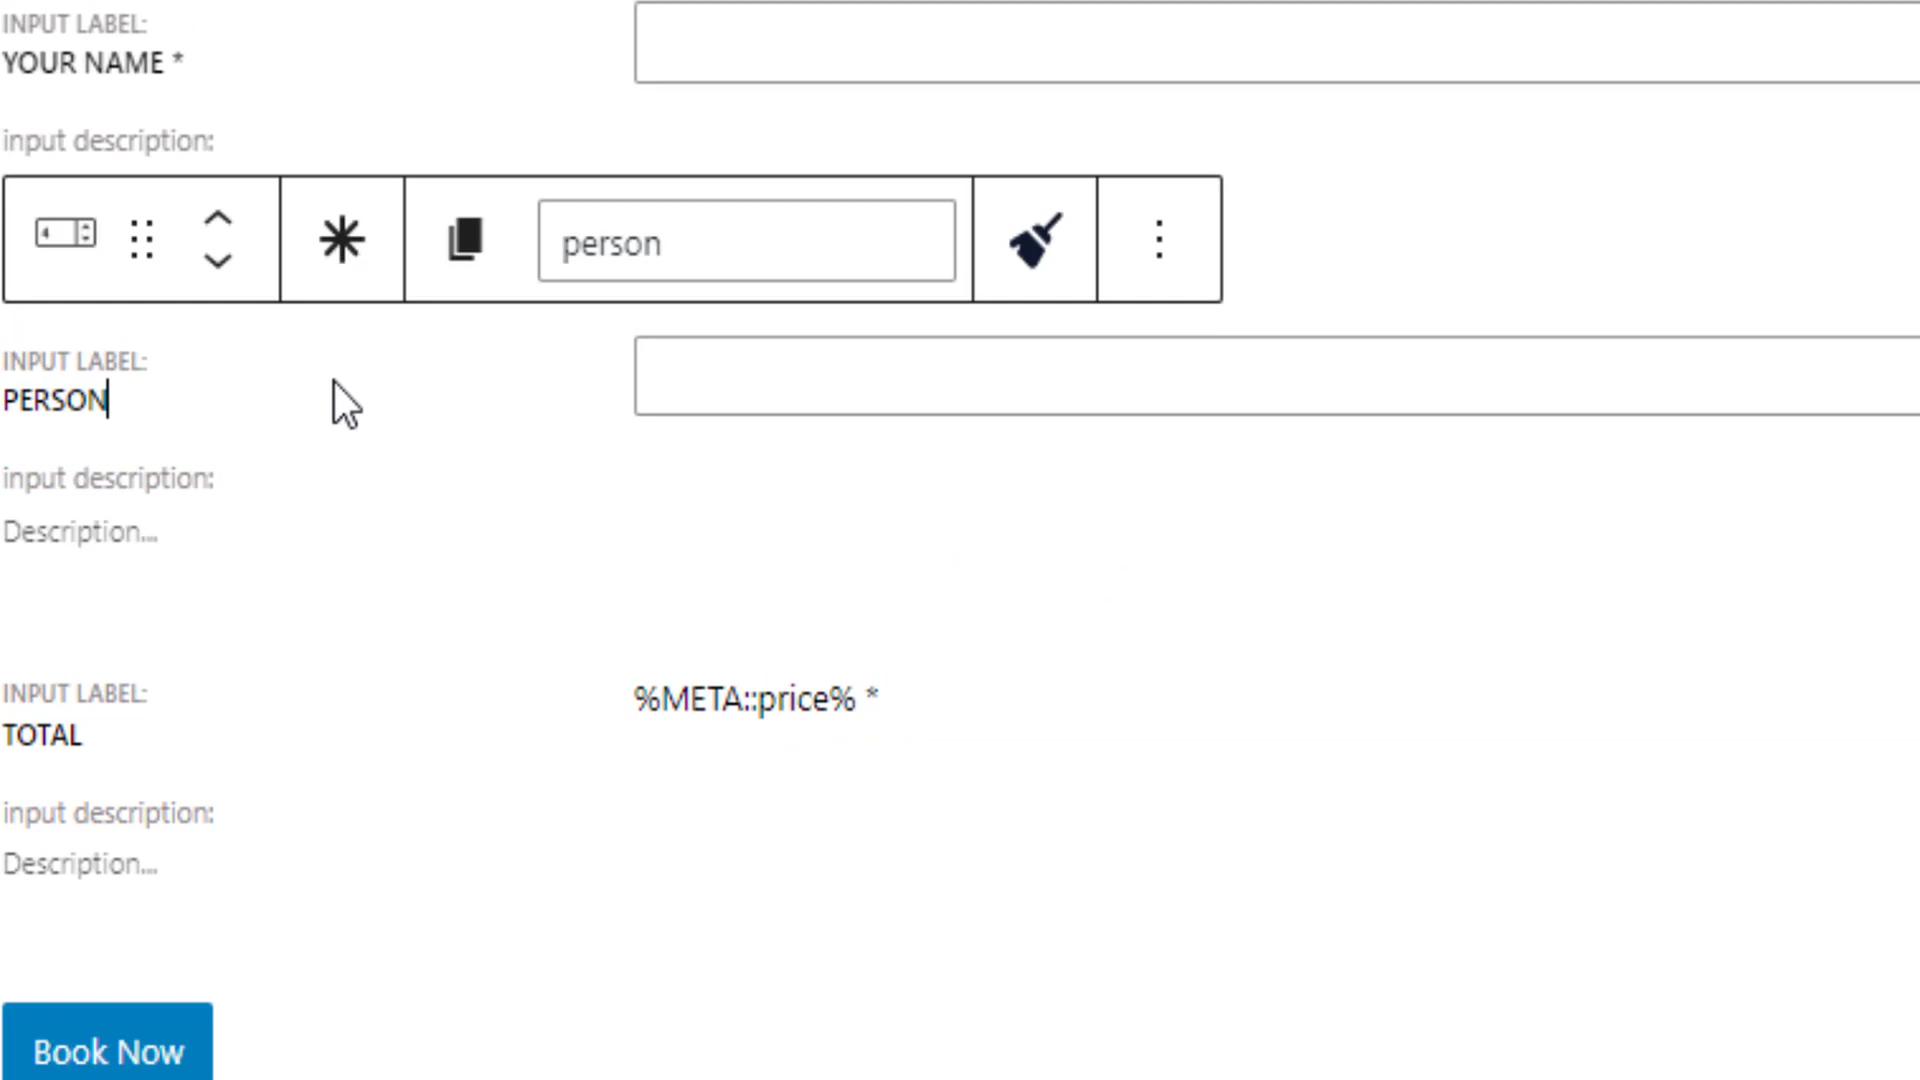 INPUT LABEL:
YOUR NAME *
input description:
4
person
INPUT LABEL:
PERSON
input description:
Description...
INPUT LABEL:
%META::price% *
TOTAL
input description:
Description...
Book Now